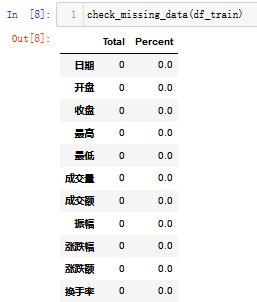 In [8]: 1 check_missing_data(df_train)
Out[8]:
Total Percent
日期 0 0.0
开盘 0 0.0
收盘 0 0.0
最高 0 0.0
最低 0 0.0
成交量 0 0.0
成交额 0 0.0
振幅 0 0.0
涨跌幅 0 0.0
涨跌额 0 0.0
换手率 0 0.0